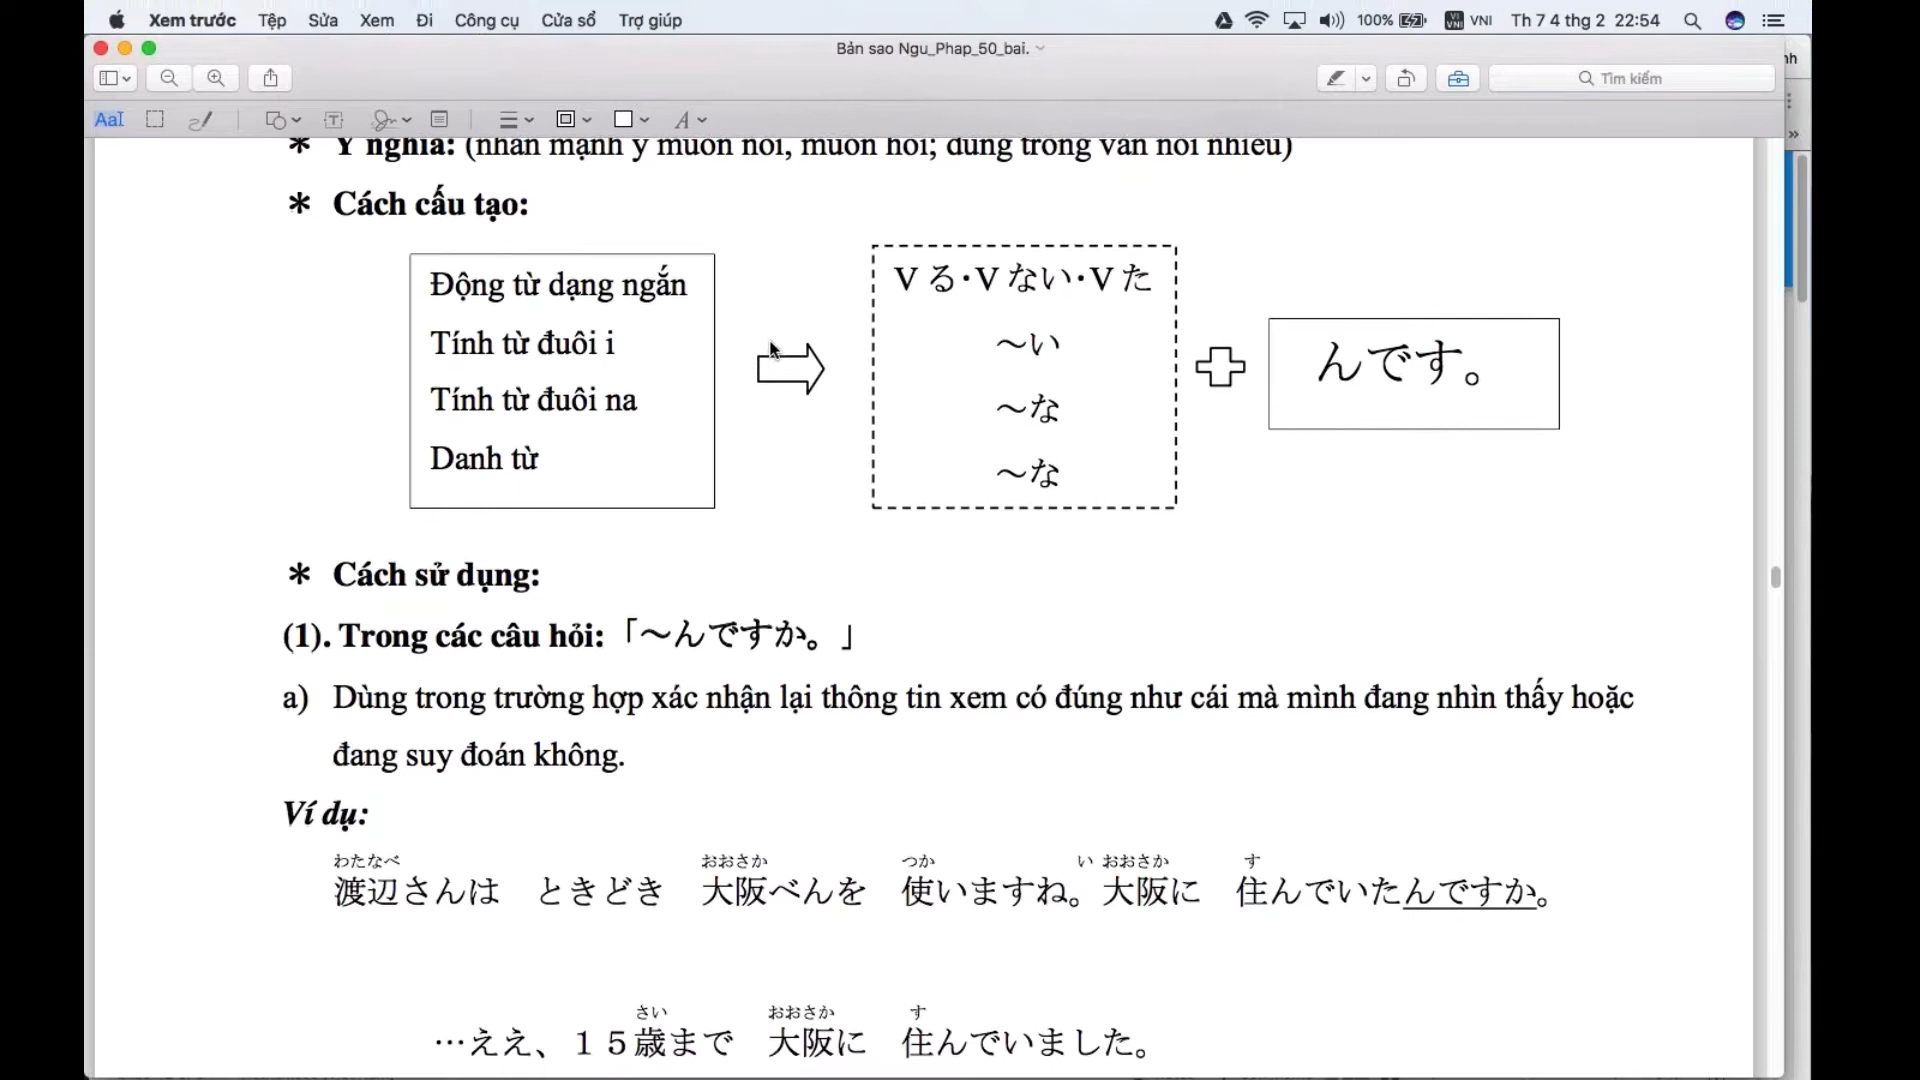 Xem trước Tệp Sửa Xem Đi Công cụ Cửa sổ Trợ giúp 100% VNI Th 7 4 thg 2 22:54
Bản sao Ngu_Phap_50_bai.
nh
Tìm kiếm
AaI
* Ý nghĩa: (nhấn mạnh ý muốn nói, muốn hỏi; dùng trong văn nói nhiều)
* Cách cấu tạo:
Động từ dạng ngắn
Tính từ đuôi i
Tính từ đuôi na
Danh từ
Vる・Vない・Vた
～い
～な
～な
んです。
* Cách sử dụng:
(1). Trong các câu hỏi:「～んですか。」
a) Dùng trong trường hợp xác nhận lại thông tin xem có đúng như cái mà mình đang nhìn thấy hoặc
đang suy đoán không.
Ví dụ:
わたなべ おおさか つか い おおさか す
渡辺さんは ときどき 大阪べんを 使いますね。大阪に 住んでいたんですか。
さい おおさか す
…ええ、１５歳まで 大阪に 住んでいました。